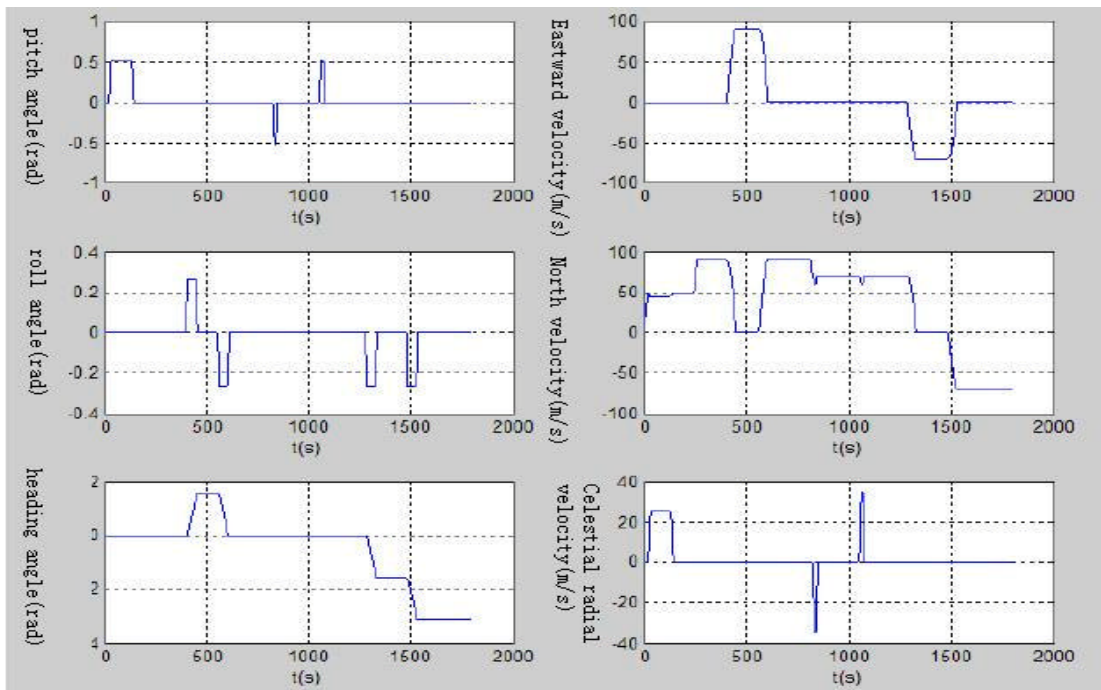 pitch angle(rad)
1
0.5
0
-0.5
-1
0 500 1000 1500 2000
t(s)
Eastward velocity(m/s)
100
50
0
-50
-100
0 500 1000 1500 2000
t(s)
roll angle(rad)
0.4
0.2
0
-0.2
-0.4
0 500 1000 1500 2000
t(s)
North velocity(m/s)
100
50
0
-50
-100
0 500 1000 1500 2000
t(s)
heading angle(rad)
2
0
2
4
0 500 1000 1500 2000
t(s)
Celestial radial
velocity(m/s)
40
20
0
-20
-40
0 500 1000 1500 2000
t(s)